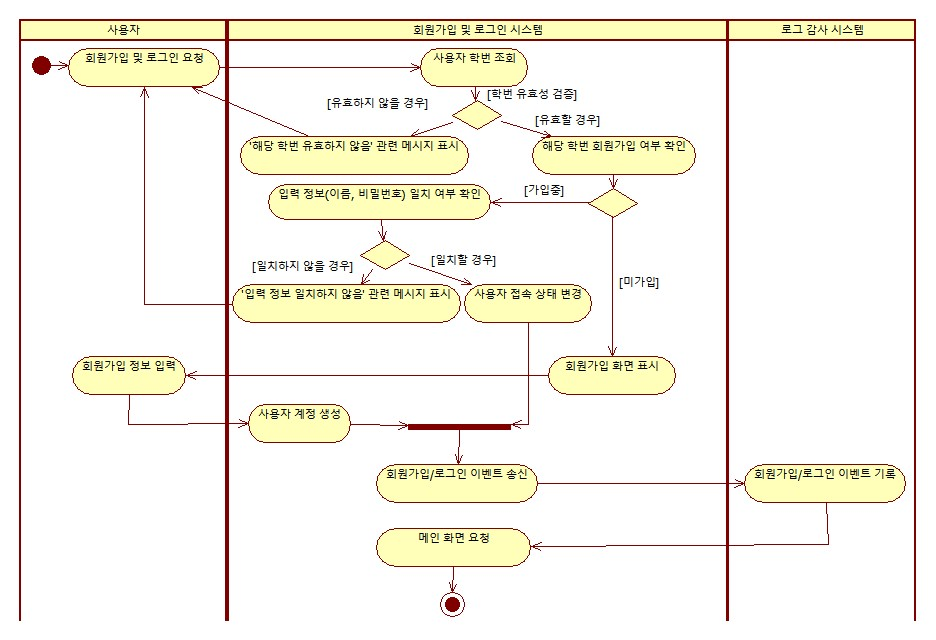 사용자
회원가입 및 로그인 시스템
로그 감사 시스템
회원가입 및 로그인 요청
사용자 학번 조회
[학번 유효성 검증]
[유효하지 않을 경우]
[유효할 경우]
'해당 학번 유효하지 않음' 관련 메시지 표시
해당 학번 회원가입 여부 확인
입력 정보(이름, 비밀번호) 일치 여부 확인
[가입중]
[일치하지 않을 경우]
[일치할 경우]
[미가입]
'입력 정보 일치하지 않음' 관련 메시지 표시
사용자 접속 상태 변경
회원가입 정보 입력
회원가입 화면 표시
사용자 계정 생성
회원가입/로그인 이벤트 송신
회원가입/로그인 이벤트 기록
메인 화면 요청